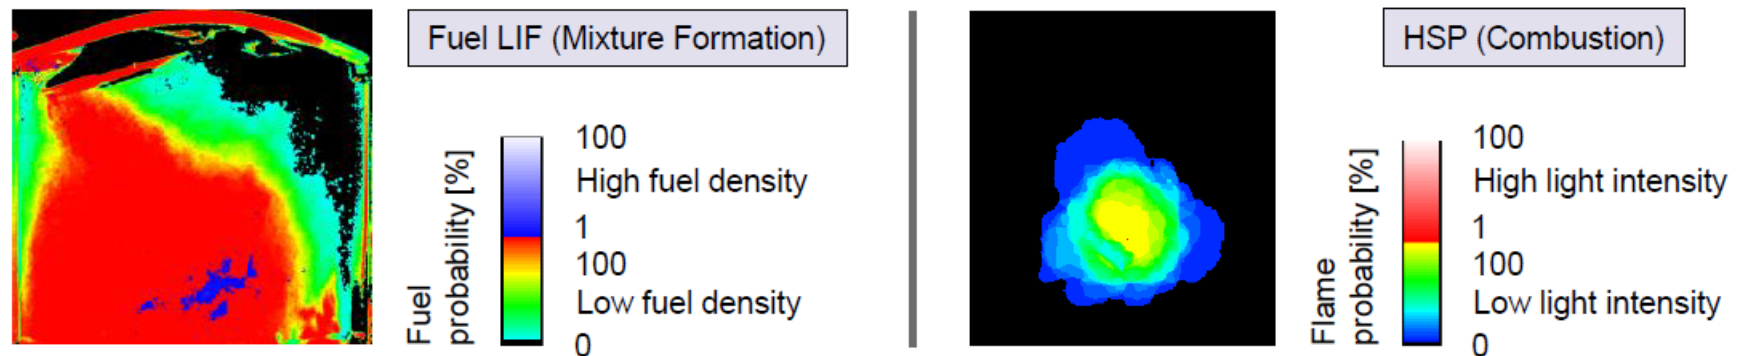 Fuel LIF (Mixture Formation)
Fuel
probability [%]
100
High fuel density
1
100
Low fuel density
0
HSP (Combustion)
Flame
probability [%]
100
High light intensity
1
100
Low light intensity
0